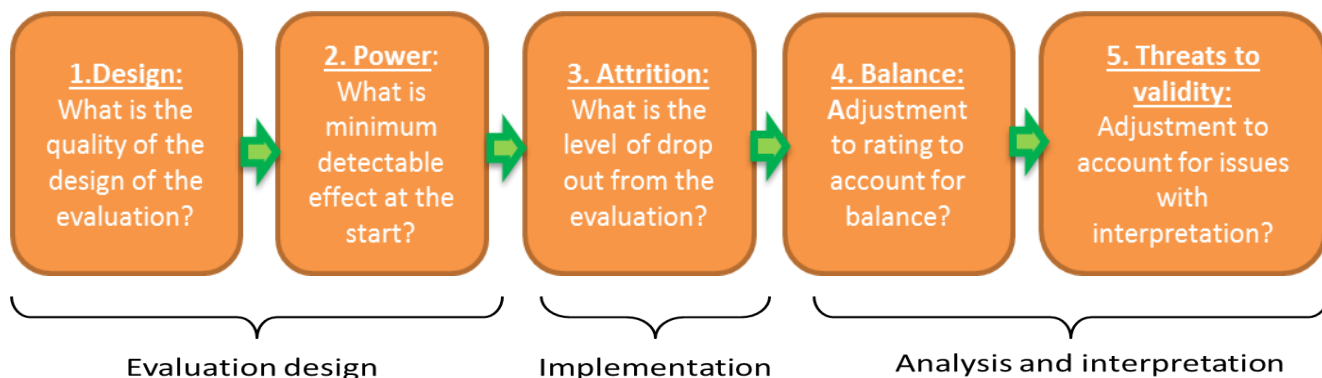 1.Design:
What is the
quality of the
design of the
evaluation?
2. Power:
What is
minimum
detectable
effect at the
start?
3. Attrition:
What is the
level of drop
out from the
evaluation?
4. Balance:
Adjustment
to rating to
account for
balance?
5. Threats to
validity:
Adjustment to
account for issues
with
interpretation?
Evaluation design
Implementation
Analysis and interpretation